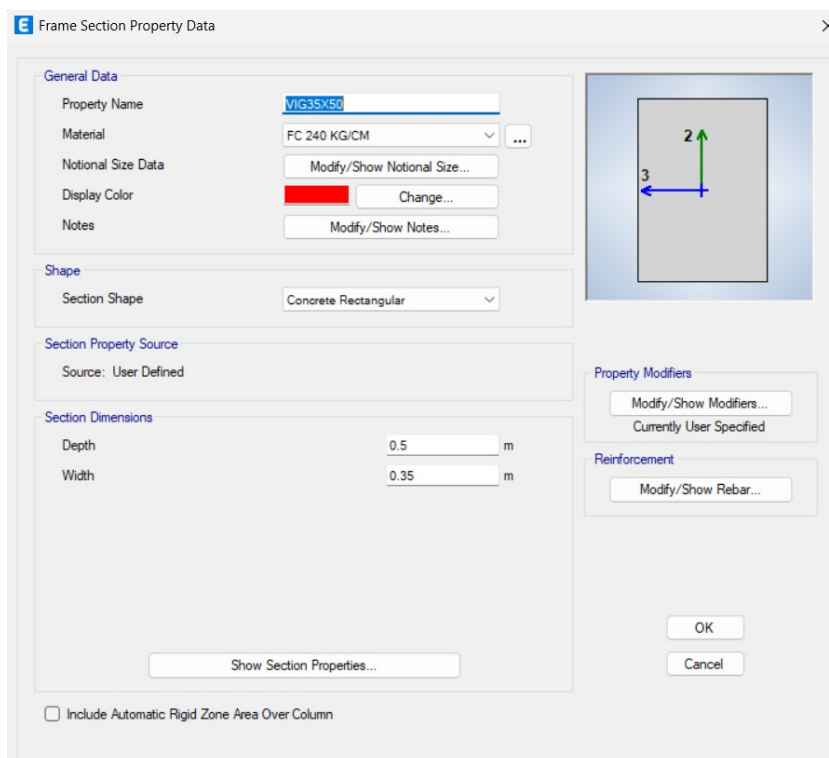 E Frame Section Property Data
General Data
Property Name VIG35X50
Material FC 240 KG/CM ...
Notional Size Data Modify/Show Notional Size...
Display Color Change...
Notes Modify/Show Notes...
2
3
Shape
Section Shape Concrete Rectangular
Section Property Source
Source: User Defined
Property Modifiers
Modify/Show Modifiers...
Currently User Specified
Section Dimensions
Depth 0.5 m
Width 0.35 m
Reinforcement
Modify/Show Rebar...
OK
Show Section Properties...
Cancel
Include Automatic Rigid Zone Area Over Column